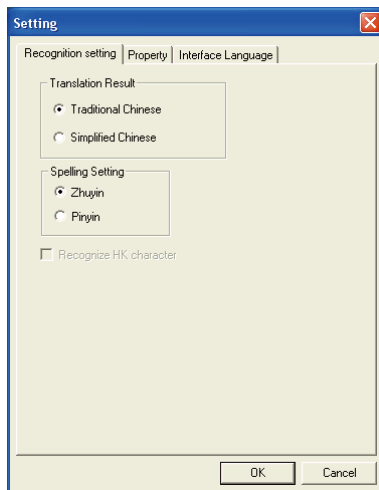 Setting
Recognition setting Property Interface Language
Translation Result
Traditional Chinese
Simplified Chinese
Spelling Setting
Zhuyin
Pinyin
Recognize HK character
OK Cancel